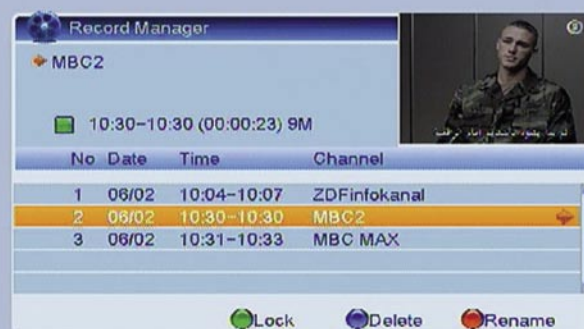 Record Manager
MBC2
10:30-10:30 (00:00:23) 9M
No Date Time Channel
1 06/02 10:04-10:07 ZDFinfokanal
2 06/02 10:30-10:30 MBC2
3 06/02 10:31-10:33 MBC MAX
Lock Delete Rename